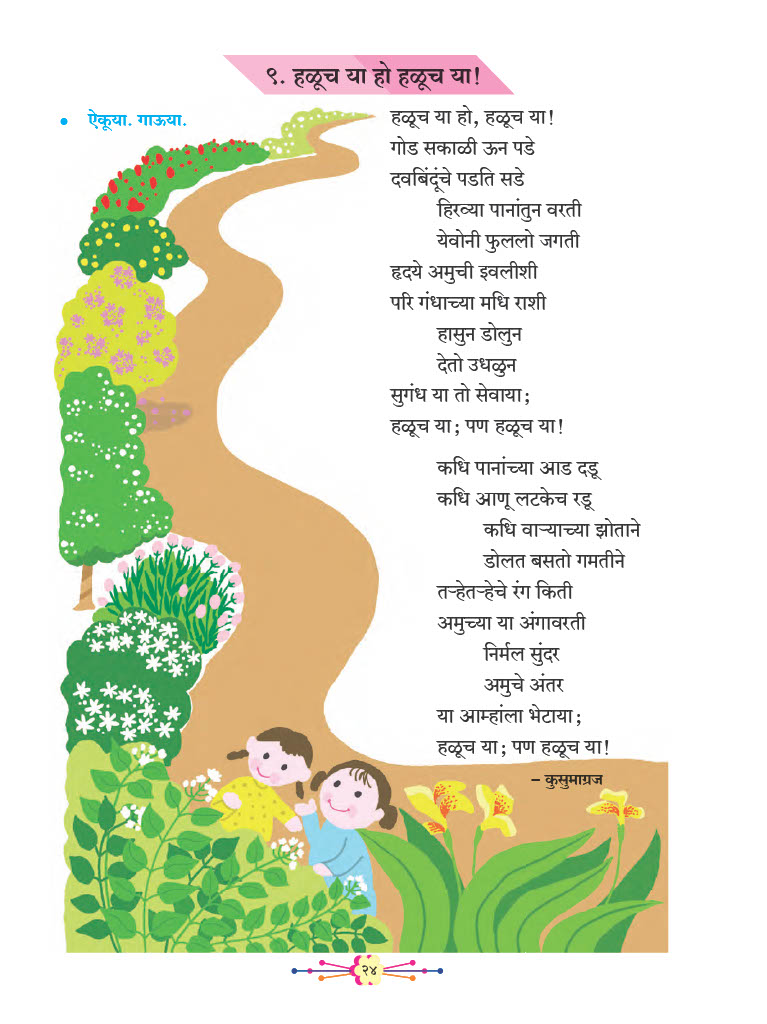 ९. हळूच या हो हळूच या!
• ऐकूया. गाऊया.
हळूच या हो, हळूच या!
गोड सकाळी ऊन पडे
दवबिंदूंचे पडति सडे
हिरव्या पानांतुन वरती
येवोनी फुललो जगती
हृदये अमुची इवलीशी
परि गंधाच्या मधि राशी
हासुन डोलुन
देतो उधळुन
सुगंध या तो सेवाया;
हळूच या; पण हळूच या!
कधि पानांच्या आड दडू
कधि आणू लटकेच रडू
कधि वाऱ्याच्या झोताने
डोलत बसतो गमतीने
तऱ्हेतऱ्हेचे रंग किती
अमुच्या या अंगावरती
निर्मल सुंदर
अमुचे अंतर
या आम्हांला भेटाया;
हळूच या; पण हळूच या!
– कुसुमाग्रज
२४